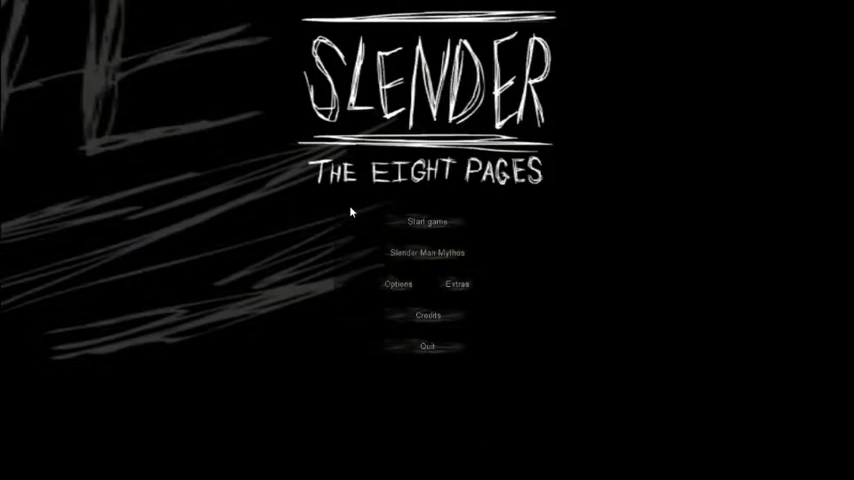 SLENDER
THE EIGHT PAGES
Start game
Slender Man Mythos
Options Extras
Credits
Quit